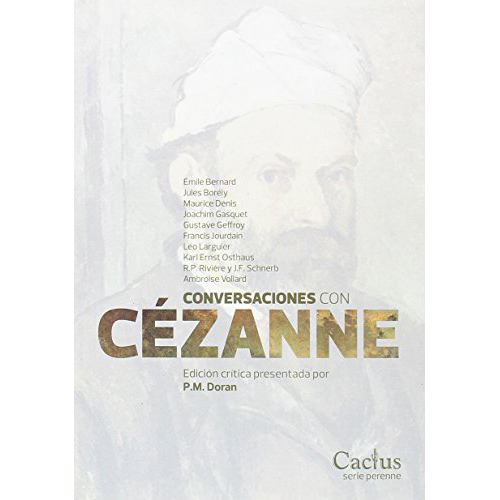 Émile Bernard
Jules Borély
Maurice Denis
Joachim Gasquet
Gustave Geffroy
Francis Jourdain
Léo Larguier
Karl Ernst Osthaus
R.P. Rivière y J.F. Schnerb
Ambroise Vollard
CONVERSACIONES CON
CÉZANNE
Edición crítica presentada por
P.M. Doran
Cactus
serie perenne